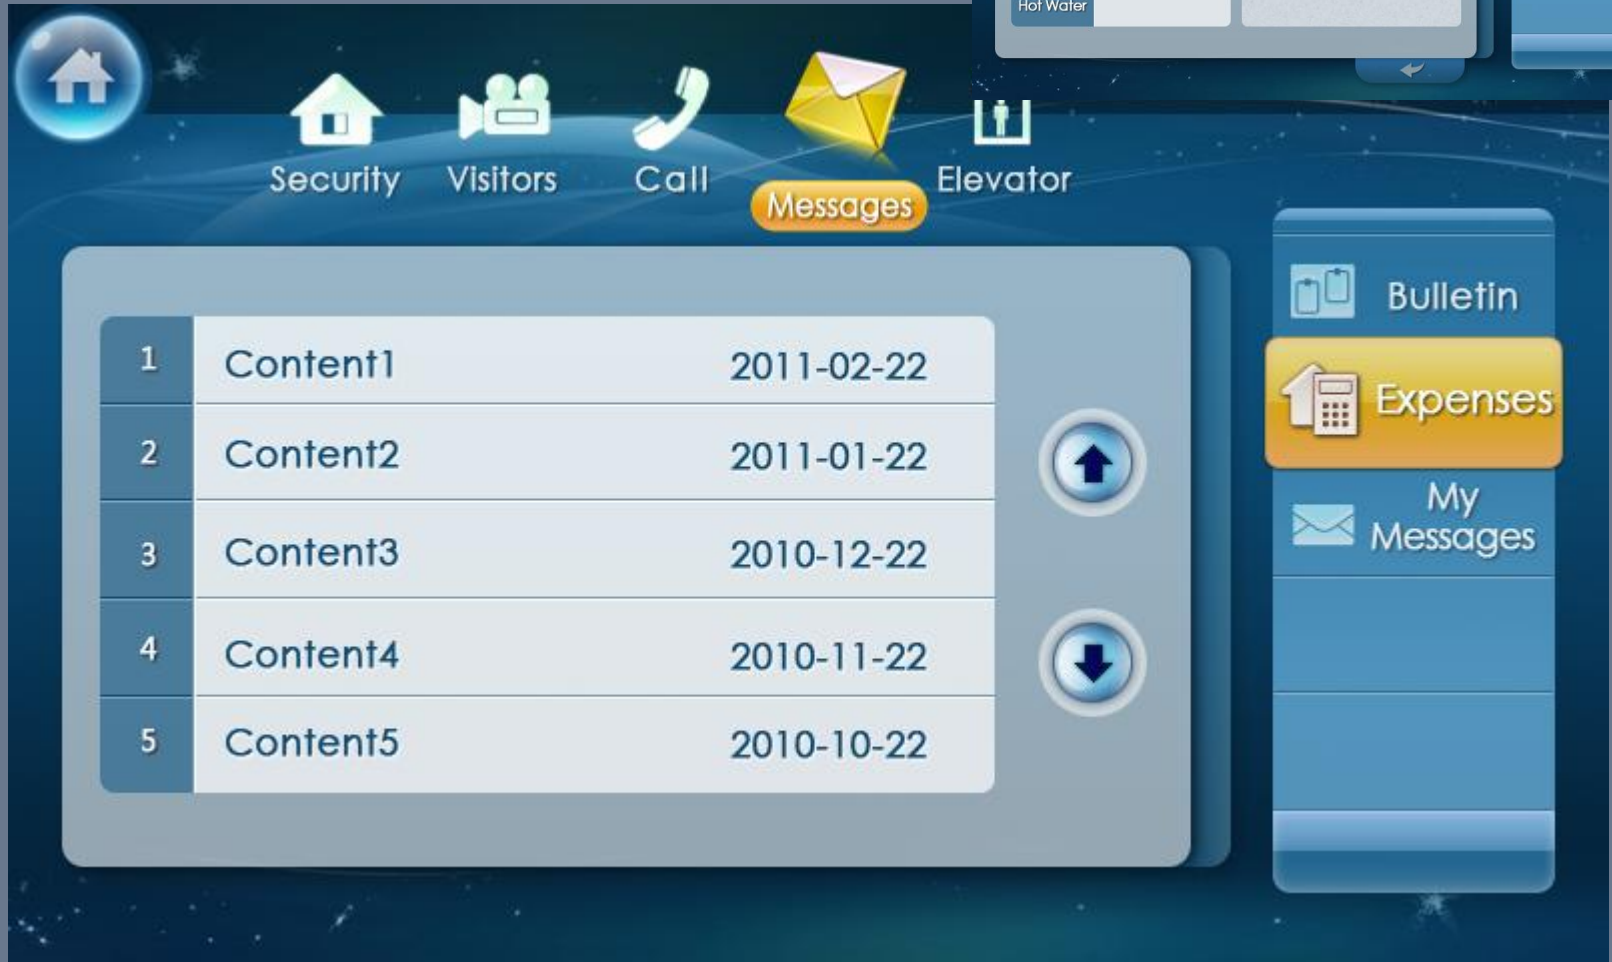 Hot Water
Security
Visitors
Call
Messages
Elevator
1 Content1 2011-02-22
2 Content2 2011-01-22
3 Content3 2010-12-22
4 Content4 2010-11-22
5 Content5 2010-10-22
Bulletin
Expenses
My
Messages